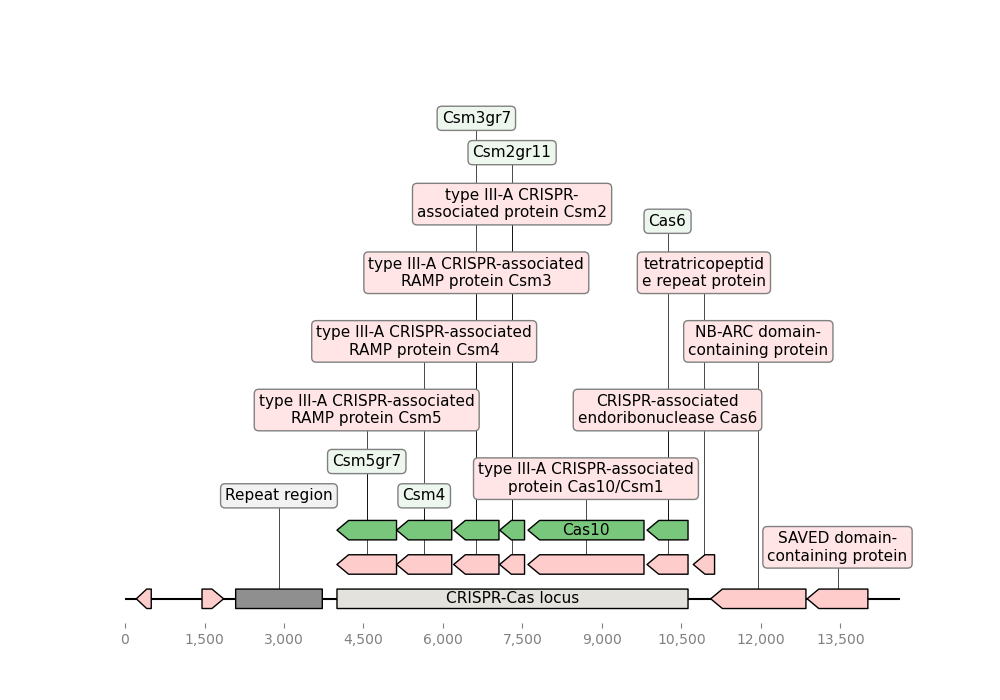 Csm3gr7
Csm2gr11
type III-A CRISPR-
associated protein Csm2
Cas6
type III-A CRISPR-associated
RAMP protein Csm3
tetratricopeptid
e repeat protein
type III-A CRISPR-associated
RAMP protein Csm4
NB-ARC domain-
containing protein
type III-A CRISPR-associated
RAMP protein Csm5
CRISPR-associated
endoribonuclease Cas6
Csm5gr7
type III-A CRISPR-associated
protein Cas10/Csm1
Repeat region
Csm4
Cas10
SAVED domain-
containing protein
CRISPR-Cas locus
0 1,500 3,000 4,500 6,000 7,500 9,000 10,500 12,000 13,500